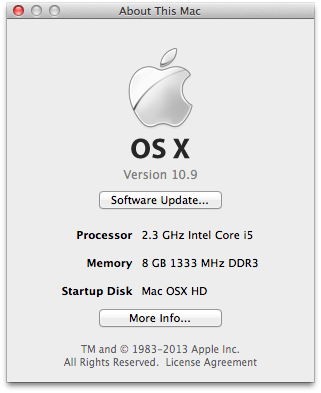 About This Mac
OS X
Version 10.9
Software Update...
Processor 2.3 GHz Intel Core i5
Memory 8 GB 1333 MHz DDR3
Startup Disk Mac OSX HD
More Info...
TM and © 1983-2013 Apple Inc.
All Rights Reserved. License Agreement